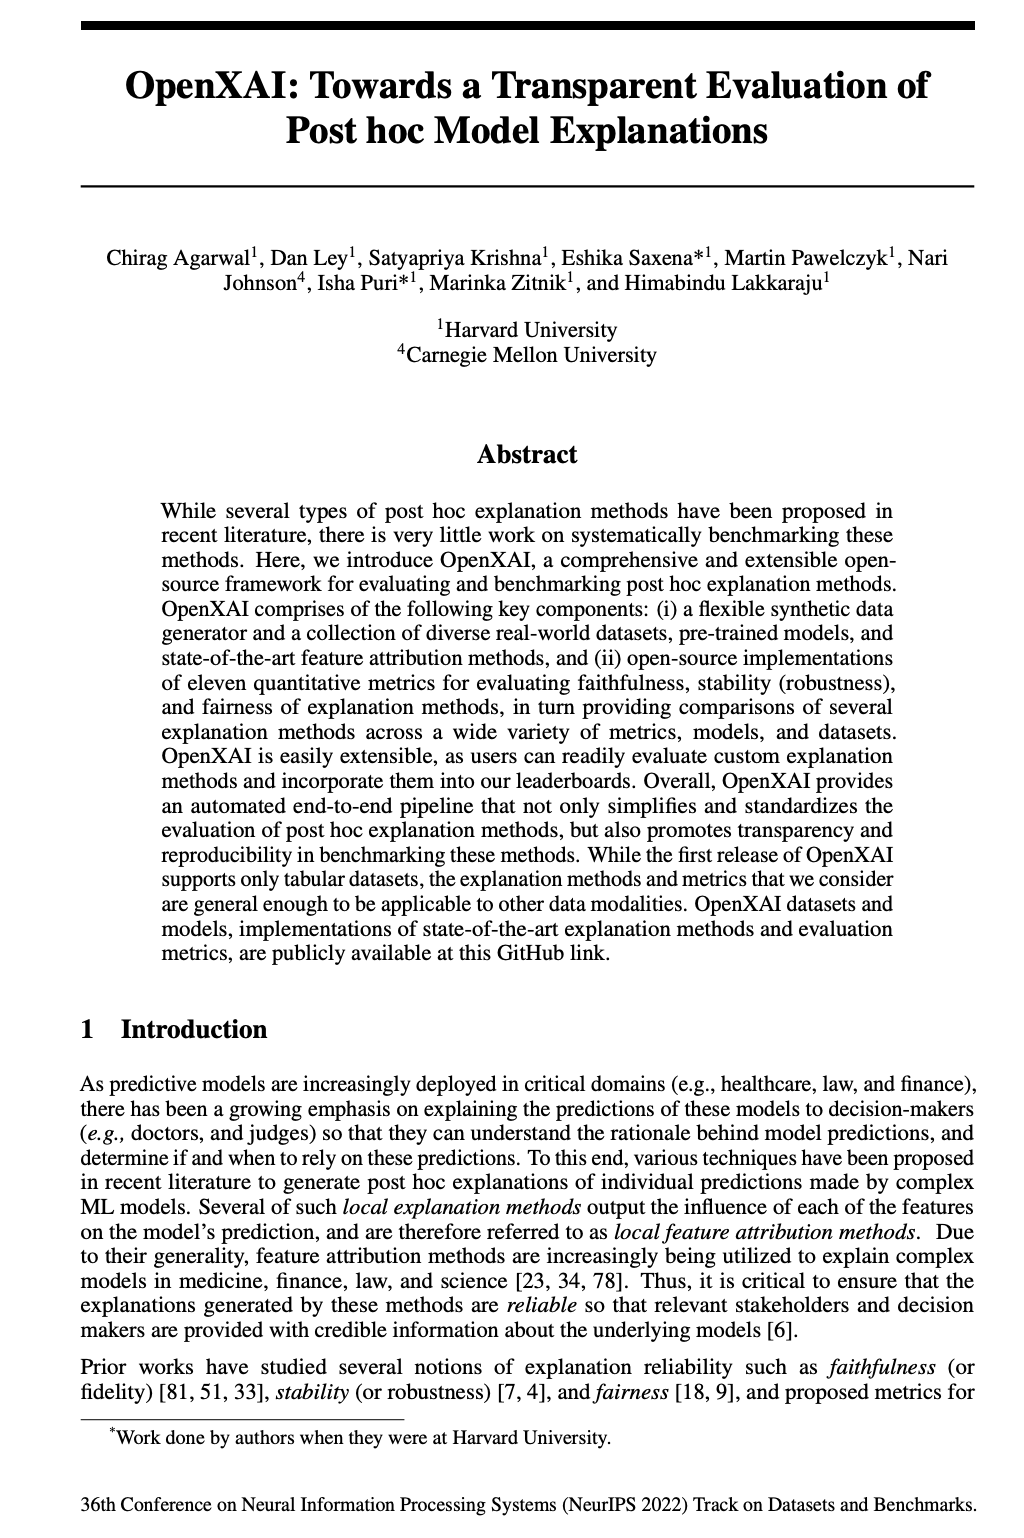 OpenXAI: Towards a Transparent Evaluation of
Post hoc Model Explanations
Chirag Agarwal¹, Dan Ley¹, Satyapriya Krishna¹, Eshika Saxena*¹, Martin Pawelczyk¹, Nari
Johnson⁴, Isha Puri*¹, Marinka Zitnik¹, and Himabindu Lakkaraju¹
¹Harvard University
⁴Carnegie Mellon University
Abstract
While several types of post hoc explanation methods have been proposed in
recent literature, there is very little work on systematically benchmarking these
methods. Here, we introduce OpenXAI, a comprehensive and extensible open-
source framework for evaluating and benchmarking post hoc explanation methods.
OpenXAI comprises of the following key components: (i) a flexible synthetic data
generator and a collection of diverse real-world datasets, pre-trained models, and
state-of-the-art feature attribution methods, and (ii) open-source implementations
of eleven quantitative metrics for evaluating faithfulness, stability (robustness),
and fairness of explanation methods, in turn providing comparisons of several
explanation methods across a wide variety of metrics, models, and datasets.
OpenXAI is easily extensible, as users can readily evaluate custom explanation
methods and incorporate them into our leaderboards. Overall, OpenXAI provides
an automated end-to-end pipeline that not only simplifies and standardizes the
evaluation of post hoc explanation methods, but also promotes transparency and
reproducibility in benchmarking these methods. While the first release of OpenXAI
supports only tabular datasets, the explanation methods and metrics that we consider
are general enough to be applicable to other data modalities. OpenXAI datasets and
models, implementations of state-of-the-art explanation methods and evaluation
metrics, are publicly available at this GitHub link.
1 Introduction
As predictive models are increasingly deployed in critical domains (e.g., healthcare, law, and finance),
there has been a growing emphasis on explaining the predictions of these models to decision-makers
(e.g., doctors, and judges) so that they can understand the rationale behind model predictions, and
determine if and when to rely on these predictions. To this end, various techniques have been proposed
in recent literature to generate post hoc explanations of individual predictions made by complex
ML models. Several of such local explanation methods output the influence of each of the features
on the model's prediction, and are therefore referred to as local feature attribution methods. Due
to their generality, feature attribution methods are increasingly being utilized to explain complex
models in medicine, finance, law, and science [23, 34, 78]. Thus, it is critical to ensure that the
explanations generated by these methods are reliable so that relevant stakeholders and decision
makers are provided with credible information about the underlying models [6].
Prior works have studied several notions of explanation reliability such as faithfulness (or
fidelity) [81, 51, 33], stability (or robustness) [7, 4], and fairness [18, 9], and proposed metrics for
*Work done by authors when they were at Harvard University.
36th Conference on Neural Information Processing Systems (NeurIPS 2022) Track on Datasets and Benchmarks.